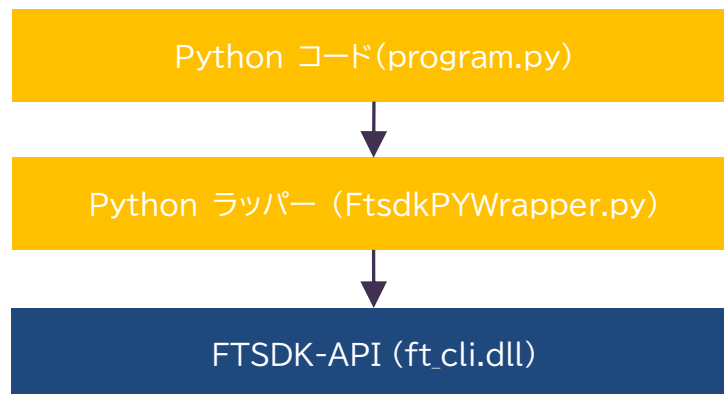 Python コード(program.py)
Python ラッパー (FtsdkPYWrapper.py)
FTSDK-API (ft_cli.dll)